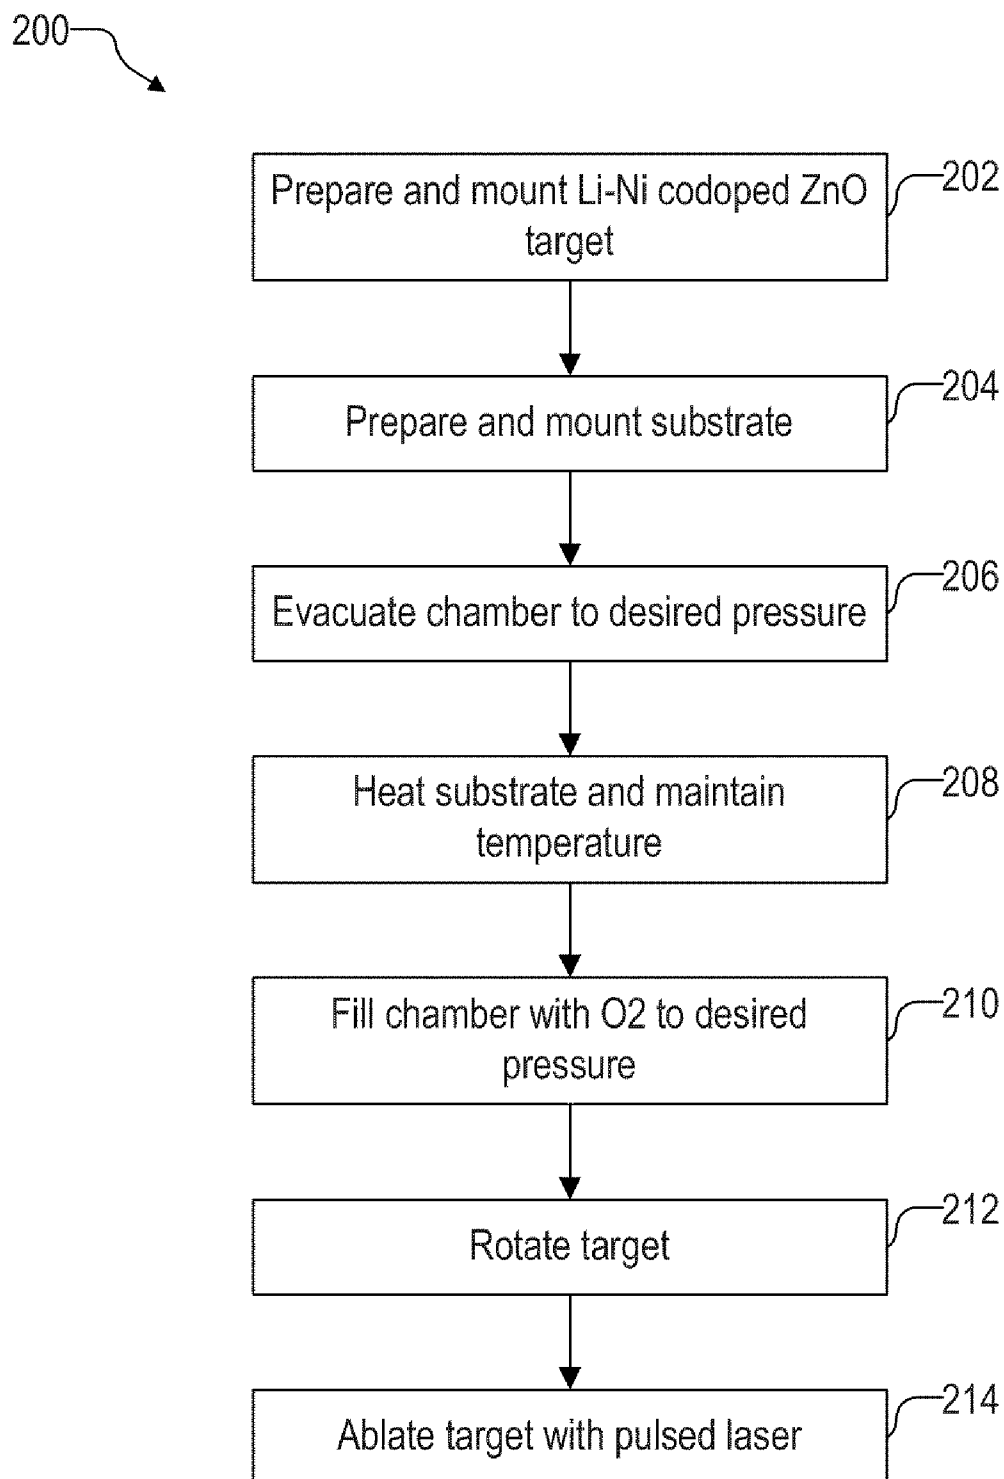 200
Prepare and mount Li-Ni codoped ZnO
target
202
Prepare and mount substrate
204
Evacuate chamber to desired pressure
206
Heat substrate and maintain
temperature
208
Fill chamber with O2 to desired
pressure
210
Rotate target
212
Ablate target with pulsed laser
214